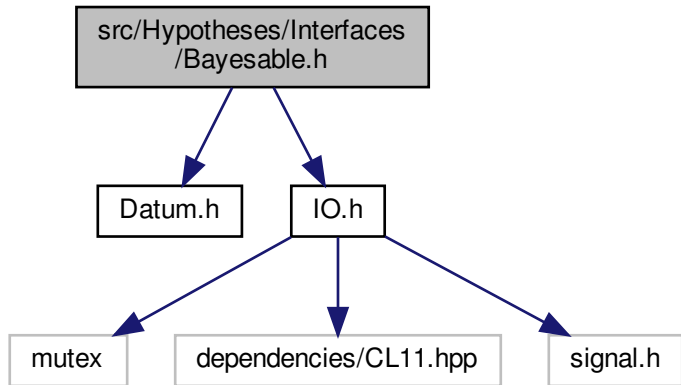 src/Hypotheses/Interfaces
/Bayesable.h
Datum.h
IO.h
mutex
dependencies/CL11.hpp
signal.h